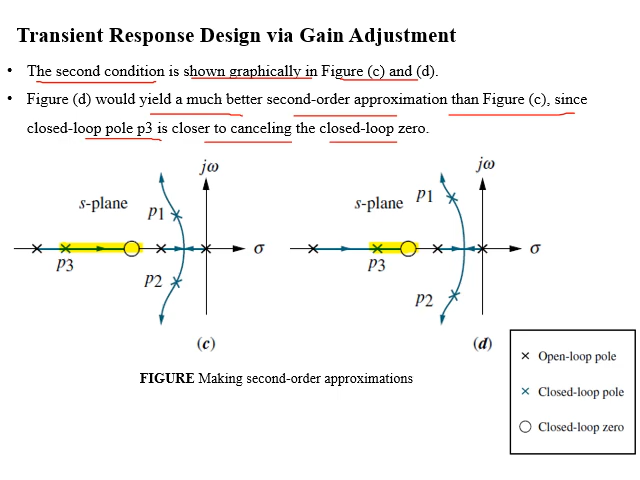 Transient Response Design via Gain Adjustment
• The second condition is shown graphically in Figure (c) and (d).
• Figure (d) would yield a much better second-order approximation than Figure (c), since
closed-loop pole p3 is closer to canceling the closed-loop zero.
jω
s-plane
p1
σ
p3
p2
(c)
jω
s-plane
p1
σ
p3
p2
(d)
× Open-loop pole
× Closed-loop pole
Closed-loop zero
FIGURE Making second-order approximations